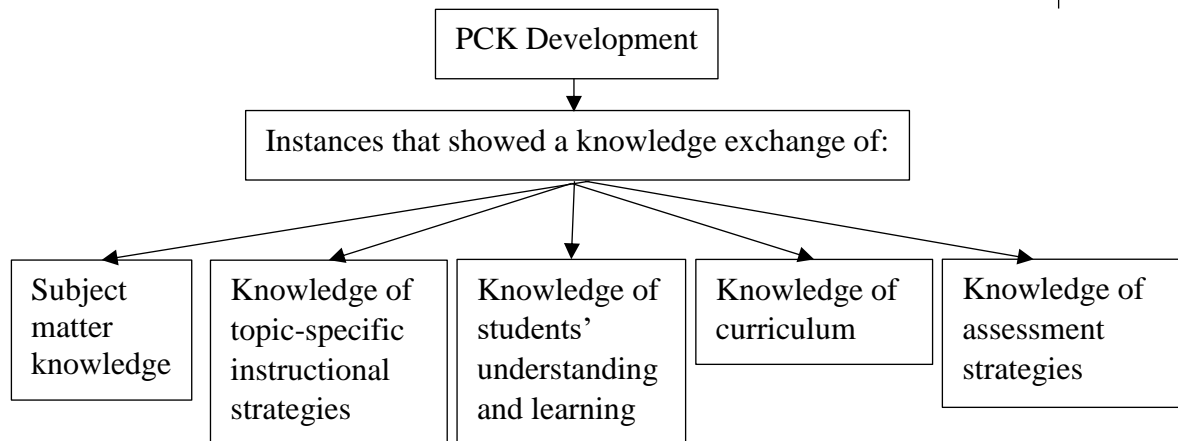 PCK Development
Instances that showed a knowledge exchange of:
Subject
matter
knowledge
Knowledge of
topic-specific
instructional
strategies
Knowledge of
students’
understanding
and learning
Knowledge of
curriculum
Knowledge of
assessment
strategies